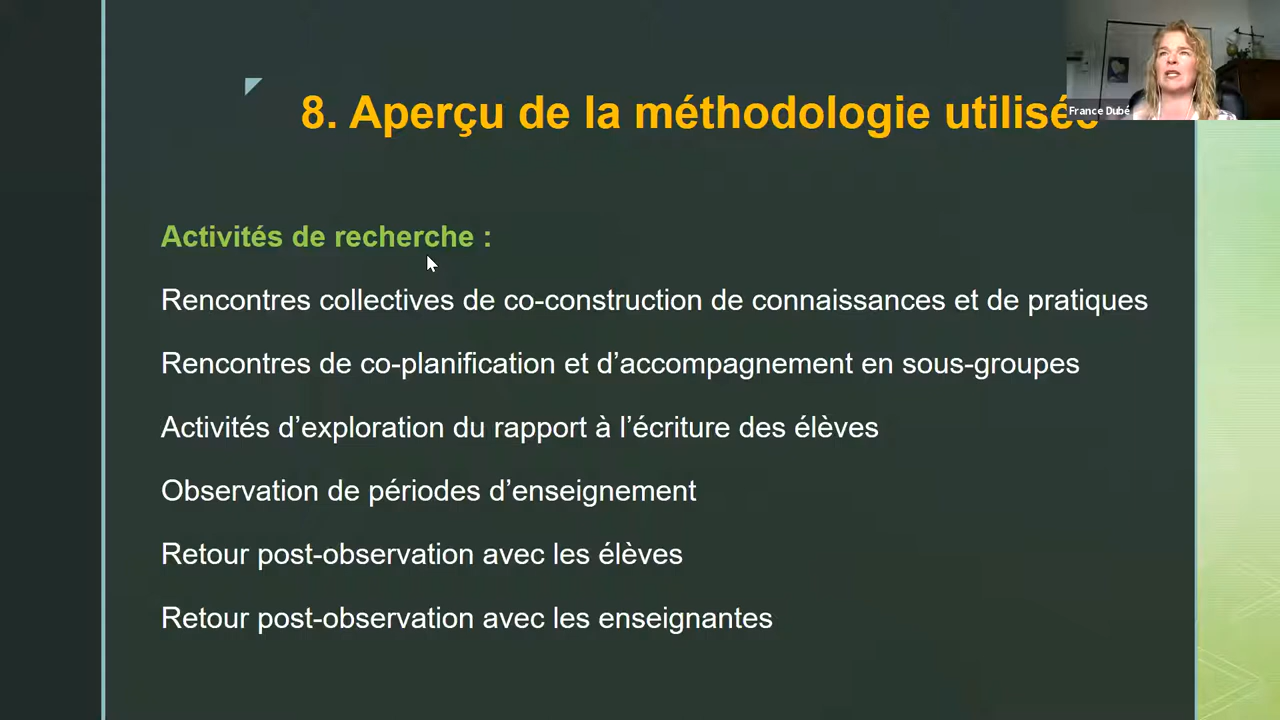 8. Aperçu de la méthodologie utilisée
France Dubé
Activités de recherche :
Rencontres collectives de co-construction de connaissances et de pratiques
Rencontres de co-planification et d’accompagnement en sous-groupes
Activités d’exploration du rapport à l’écriture des élèves
Observation de périodes d’enseignement
Retour post-observation avec les élèves
Retour post-observation avec les enseignantes